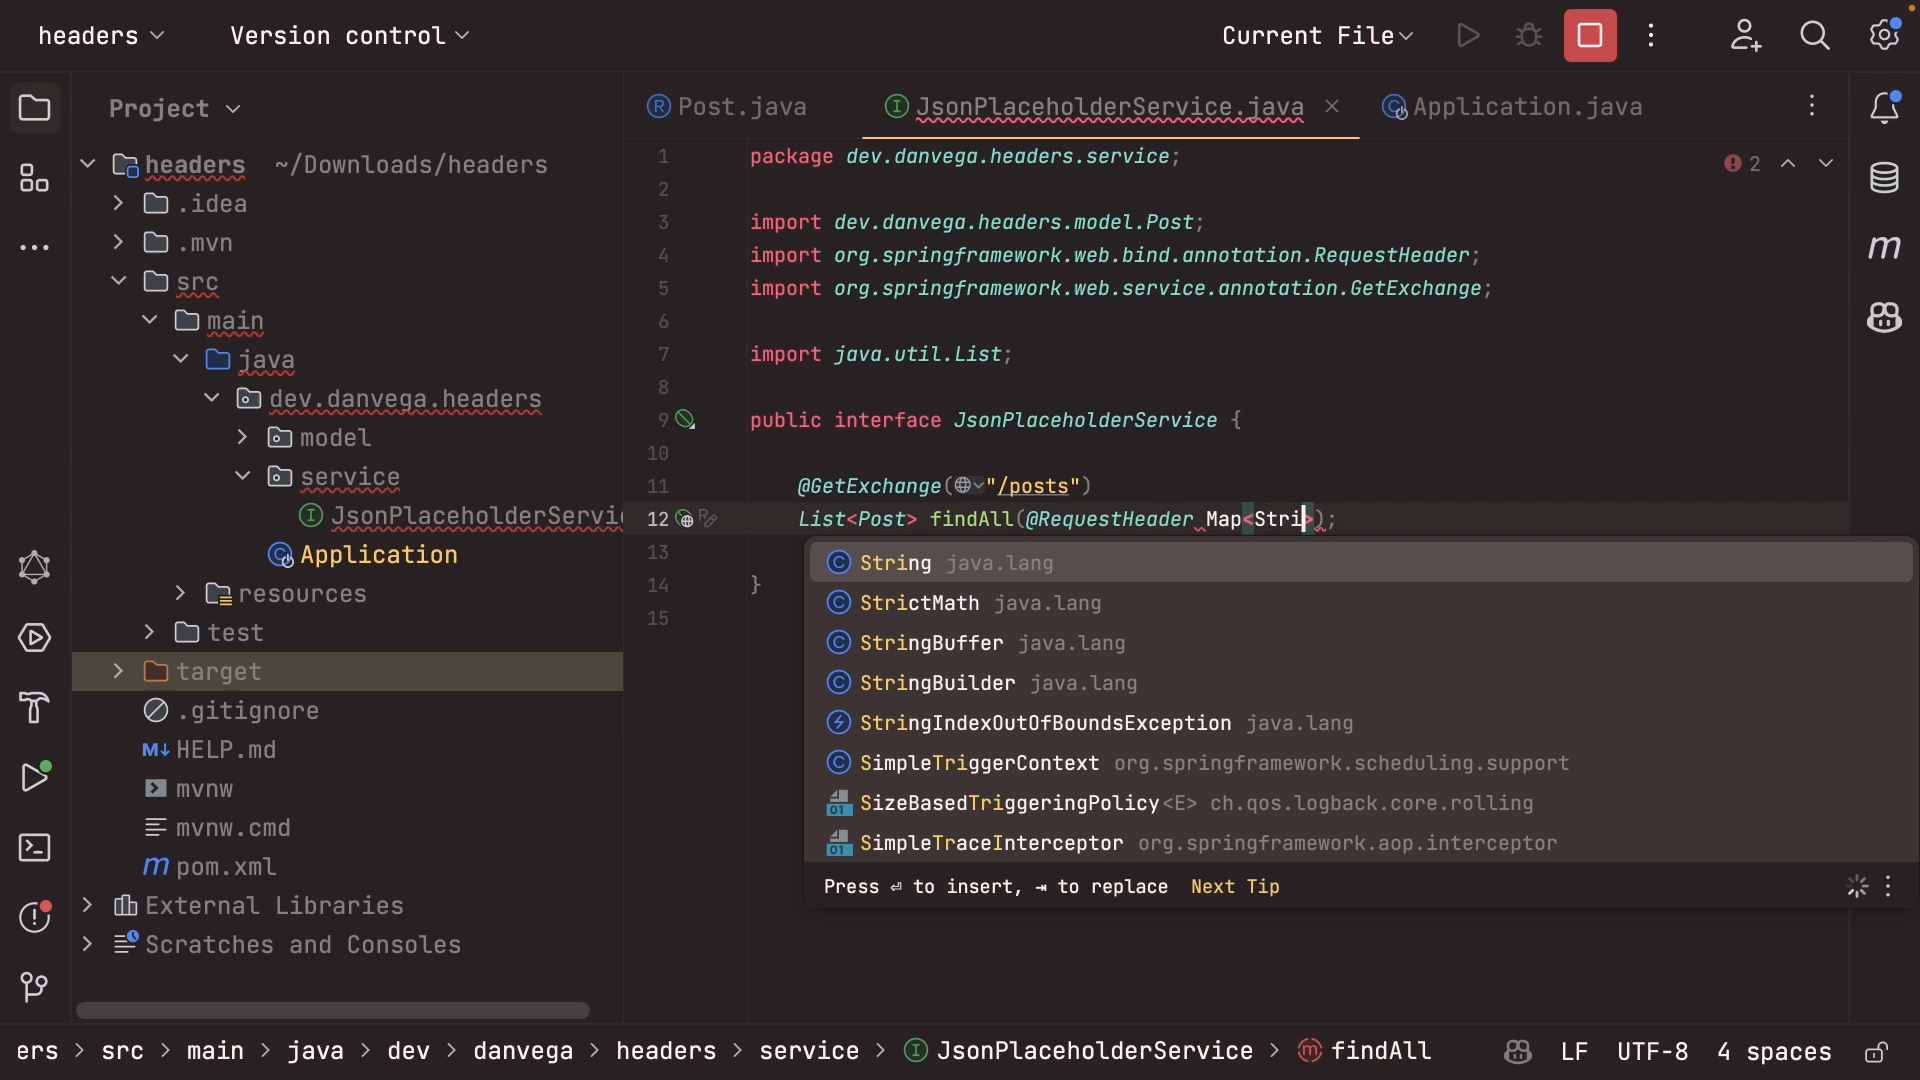 headers
Version control
Current File
Project
headers ~/Downloads/headers
.idea
.mvn
src
main
java
dev.danvega.headers
model
service
JsonPlaceholderServi
Application
resources
test
target
.gitignore
HELP.md
mvnw
mvnw.cmd
pom.xml
External Libraries
Scratches and Consoles
Post.java
JsonPlaceholderService.java
Application.java
2
1 package dev.danvega.headers.service;
2
3 import dev.danvega.headers.model.Post;
4 import org.springframework.web.bind.annotation.RequestHeader;
5 import org.springframework.web.service.annotation.GetExchange;
6
7 import java.util.List;
8
9 public interface JsonPlaceholderService {
10
11 @GetExchange("/posts")
12 List<Post> findAll(@RequestHeader Map<Stri>);
13
14 }
15
String java.lang
StrictMath java.lang
StringBuffer java.lang
StringBuilder java.lang
StringIndexOutOfBoundsException java.lang
SimpleTriggerContext org.springframework.scheduling.support
SizeBasedTriggeringPolicy<E> ch.qos.logback.core.rolling
SimpleTraceInterceptor org.springframework.aop.interceptor
Press ⏎ to insert, ⇥ to replace Next Tip
ers > src > main > java > dev > danvega > headers > service > JsonPlaceholderService > findAll
LF UTF-8 4 spaces